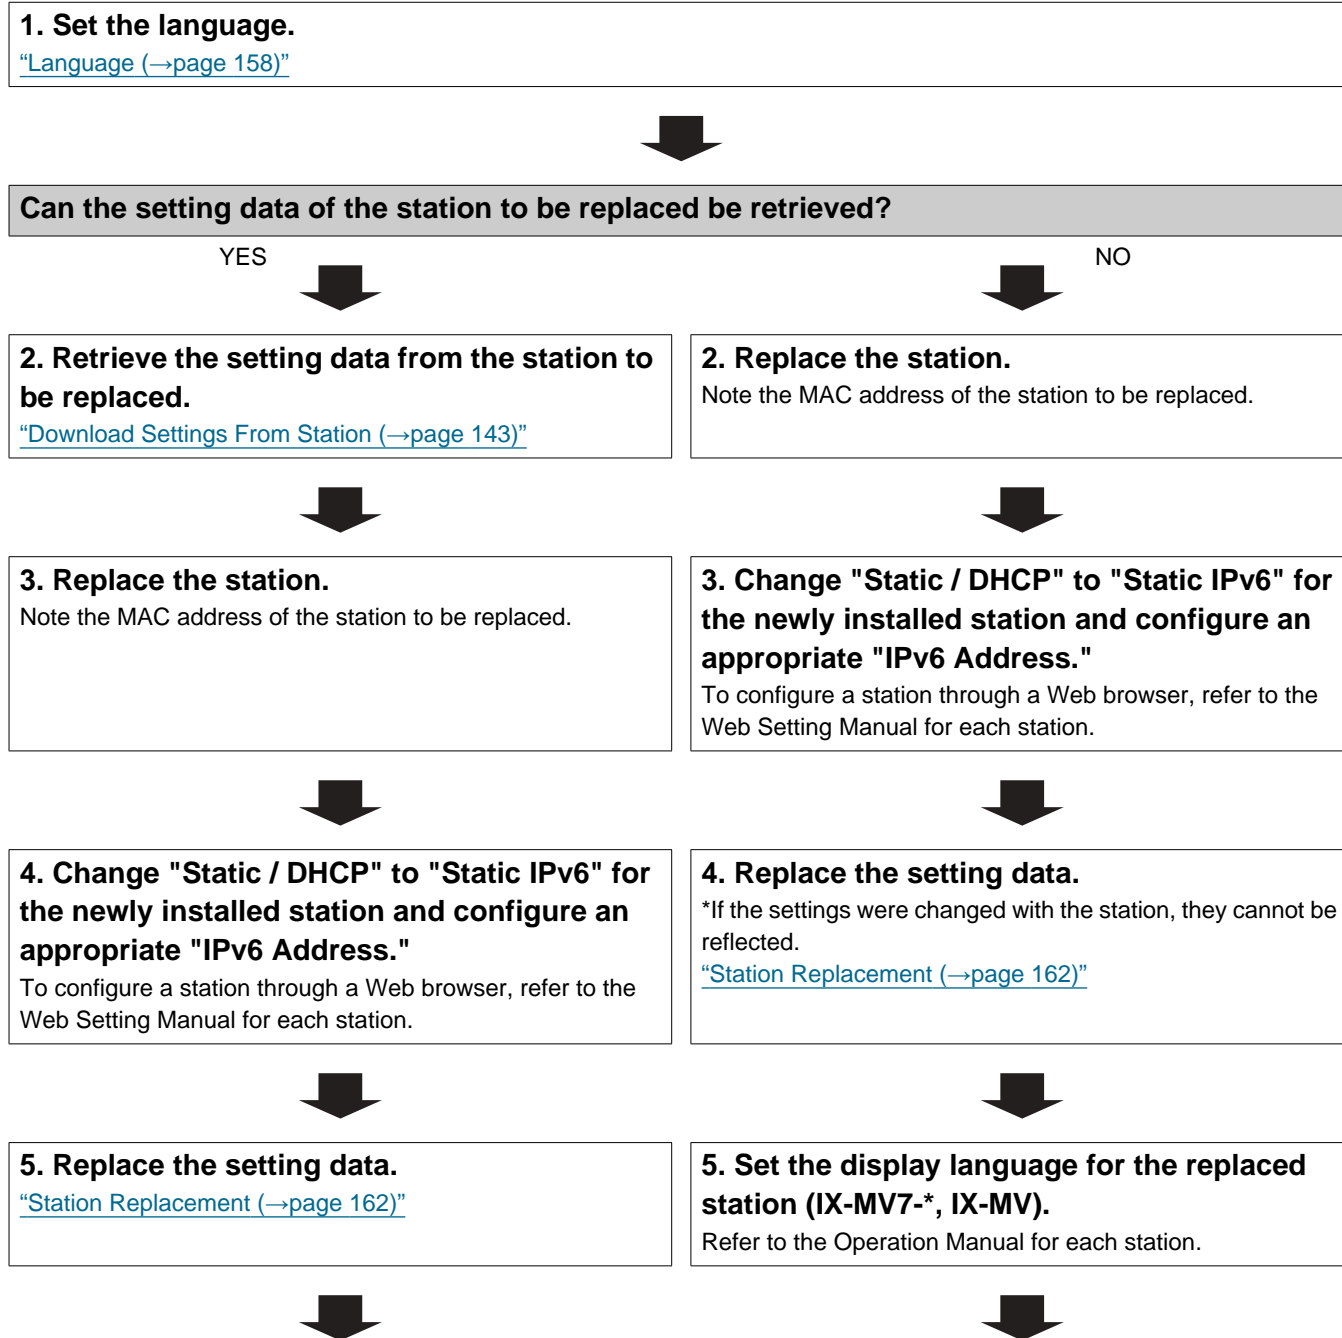 1. Set the language.
“Language (→page 158)”
Can the setting data of the station to be replaced be retrieved?
YES
NO
2. Retrieve the setting data from the station to
be replaced.
“Download Settings From Station (→page 143)”
2. Replace the station.
Note the MAC address of the station to be replaced.
3. Replace the station.
Note the MAC address of the station to be replaced.
3. Change "Static / DHCP" to "Static IPv6" for
the newly installed station and configure an
appropriate "IPv6 Address."
To configure a station through a Web browser, refer to the
Web Setting Manual for each station.
4. Change "Static / DHCP" to "Static IPv6" for
the newly installed station and configure an
appropriate "IPv6 Address."
To configure a station through a Web browser, refer to the
Web Setting Manual for each station.
4. Replace the setting data.
*If the settings were changed with the station, they cannot be
reflected.
“Station Replacement (→page 162)”
5. Replace the setting data.
“Station Replacement (→page 162)”
5. Set the display language for the replaced
station (IX-MV7-*, IX-MV).
Refer to the Operation Manual for each station.